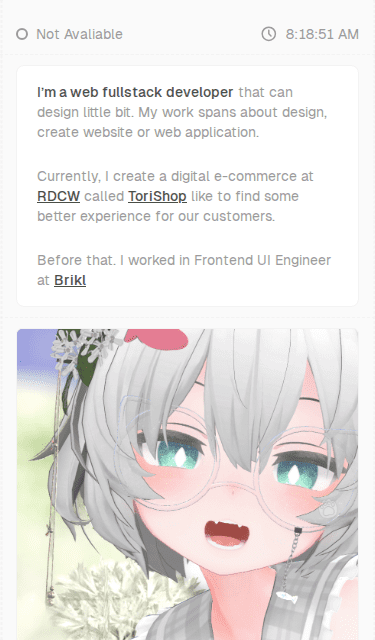 Not Avaliable
8:18:51 AM
I'm a web fullstack developer that can
design little bit. My work spans about design,
create website or web application.
Currently, I create a digital e-commerce at
RDCW called ToriShop like to find some
better experience for our customers.
Before that. I worked in Frontend UI Engineer
at Brikl